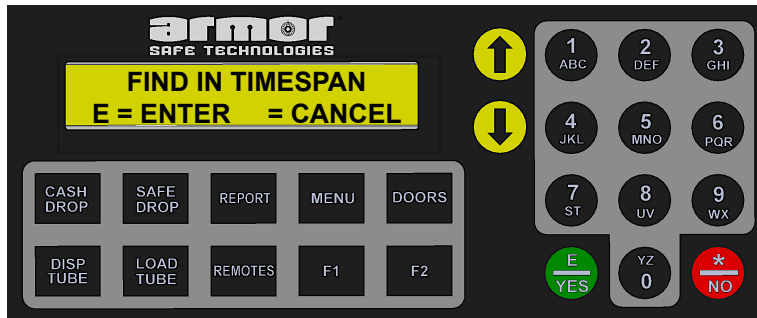 armor
SAFE TECHNOLOGIES
FIND IN TIMESPAN
E = ENTER = CANCEL
CASH DROP
SAFE DROP
REPORT
MENU
DOORS
DISP TUBE
LOAD TUBE
REMOTES
F1
F2
1
ABC
2
DEF
3
GHI
4
JKL
5
MNO
6
PQR
7
ST
8
UV
9
WX
E
YES
YZ
0
*
NO